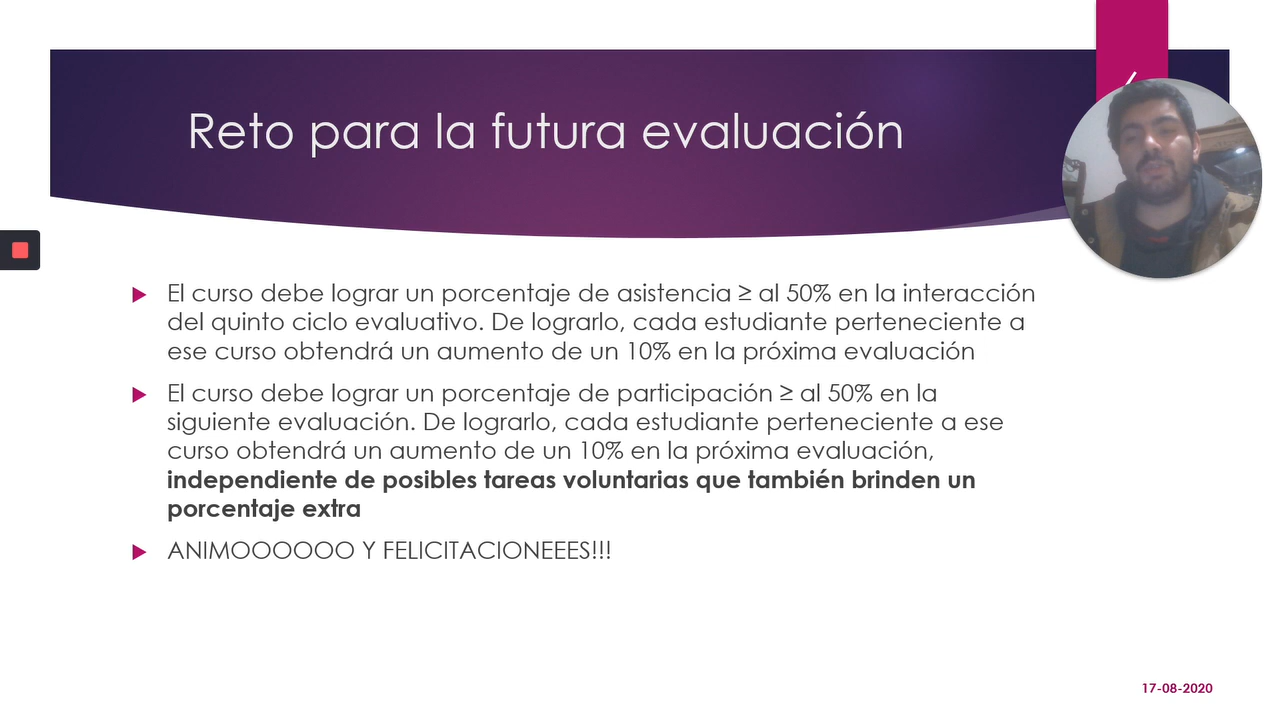 Reto para la futura evaluación
El curso debe lograr un porcentaje de asistencia ≥ al 50% en la interacción
del quinto ciclo evaluativo. De lograrlo, cada estudiante perteneciente a
ese curso obtendrá un aumento de un 10% en la próxima evaluación
El curso debe lograr un porcentaje de participación ≥ al 50% en la
siguiente evaluación. De lograrlo, cada estudiante perteneciente a ese
curso obtendrá un aumento de un 10% en la próxima evaluación,
independiente de posibles tareas voluntarias que también brinden un
porcentaje extra
ANIMOOOOOO Y FELICITACIONEEES!!!
17-08-2020